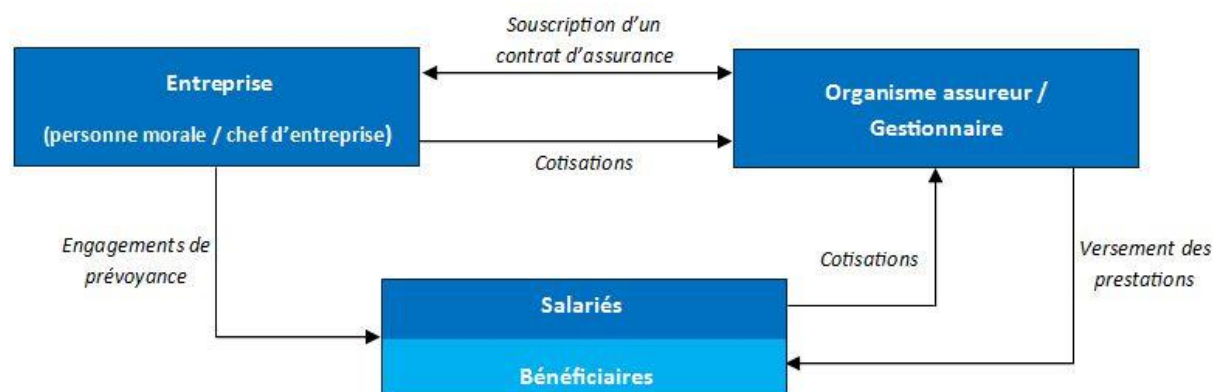 Souscription d’un
contrat d’assurance
Entreprise
(personne morale / chef d’entreprise)
Organisme assureur /
Gestionnaire
Cotisations
Engagements de
prévoyance
Cotisations
Versement des
prestations
Salariés
Bénéficiaires